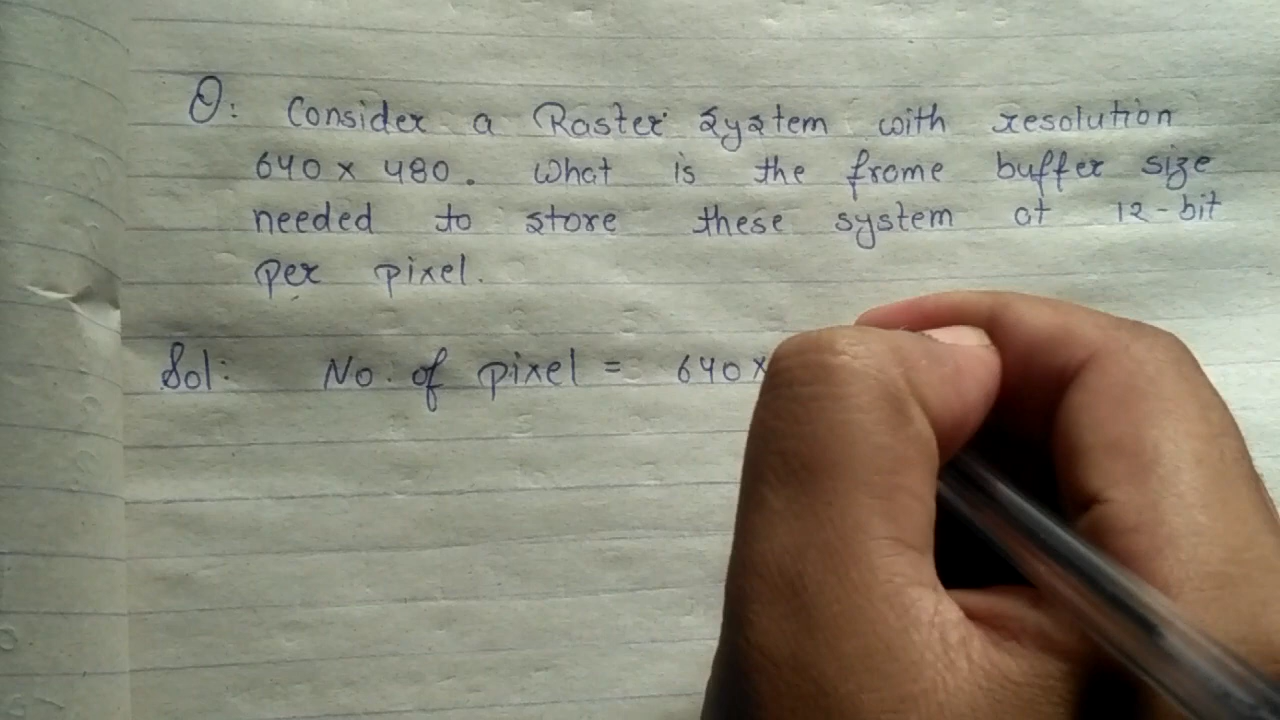 Q: Consider a Raster System with resolution
640 x 480. What is the frame buffer size
needed to store these system at 12-bit
per pixel.
Sol: No. of pixel = 640 x